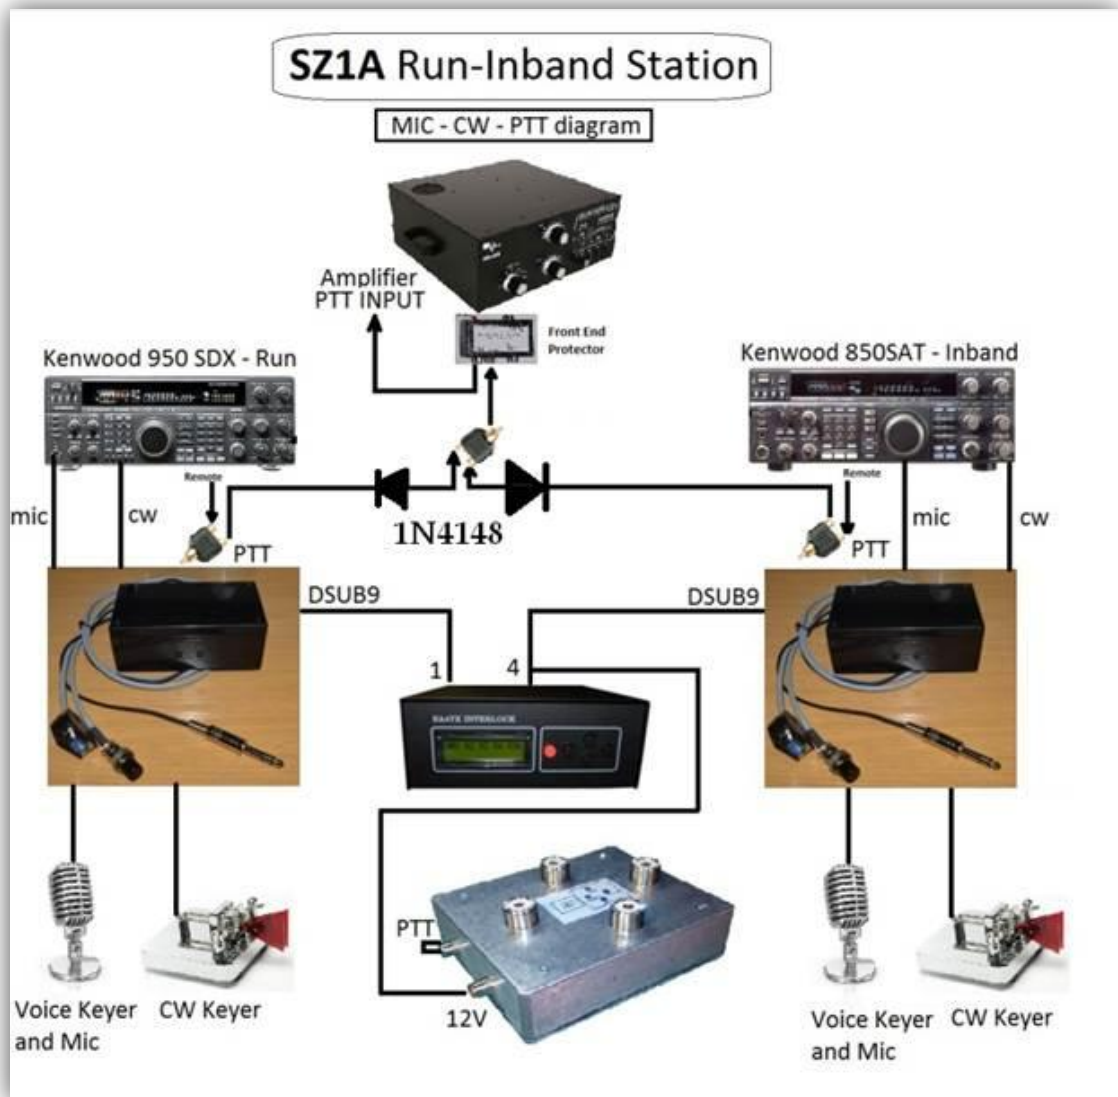 SZ1A Run-Inband Station
MIC - CW - PTT diagram
Amplifier
PTT INPUT
Front End
Protector
Kenwood 950 SDX - Run
Kenwood 850SAT - Inband
Remote
Remote
mic
cw
PTT
1N4148
PTT
mic
cw
DSUB9
DSUB9
1
4
INTERLOCK
PTT
12V
Voice Keyer
and Mic
CW Keyer
Voice Keyer
and Mic
CW Keyer